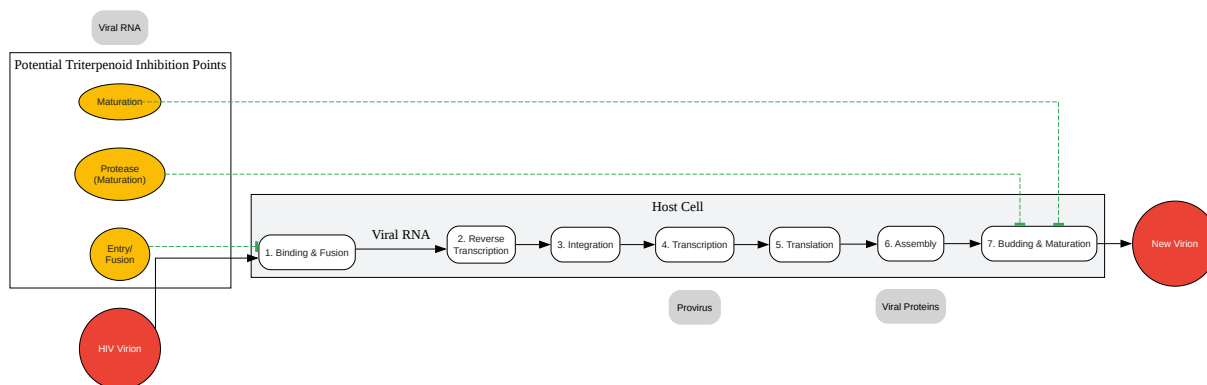 Viral RNA
Potential Triterpenoid Inhibition Points
Maturation
Protease
(Maturation)
Entry/
Fusion
HIV Virion
Host Cell
1. Binding & Fusion
Viral RNA
2. Reverse
Transcription
3. Integration
4. Transcription
5. Translation
6. Assembly
7. Budding & Maturation
New Virion
Provirus
Viral Proteins